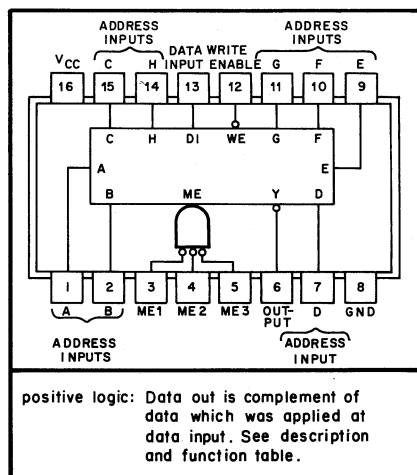 ADDRESS INPUTS
ADDRESS INPUTS
DATA INPUT
WRITE ENABLE
VCC C H G F E
16 15 14 13 12 11 10 9
C H DI WE G F
A E
B ME Y D
1 2 3 4 5 6 7 8
A B ME1 ME2 ME3 OUT-PUT D GND
ADDRESS INPUTS
ADDRESS INPUT
positive logic: Data out is complement of
data which was applied at
data input. See description
and function table.